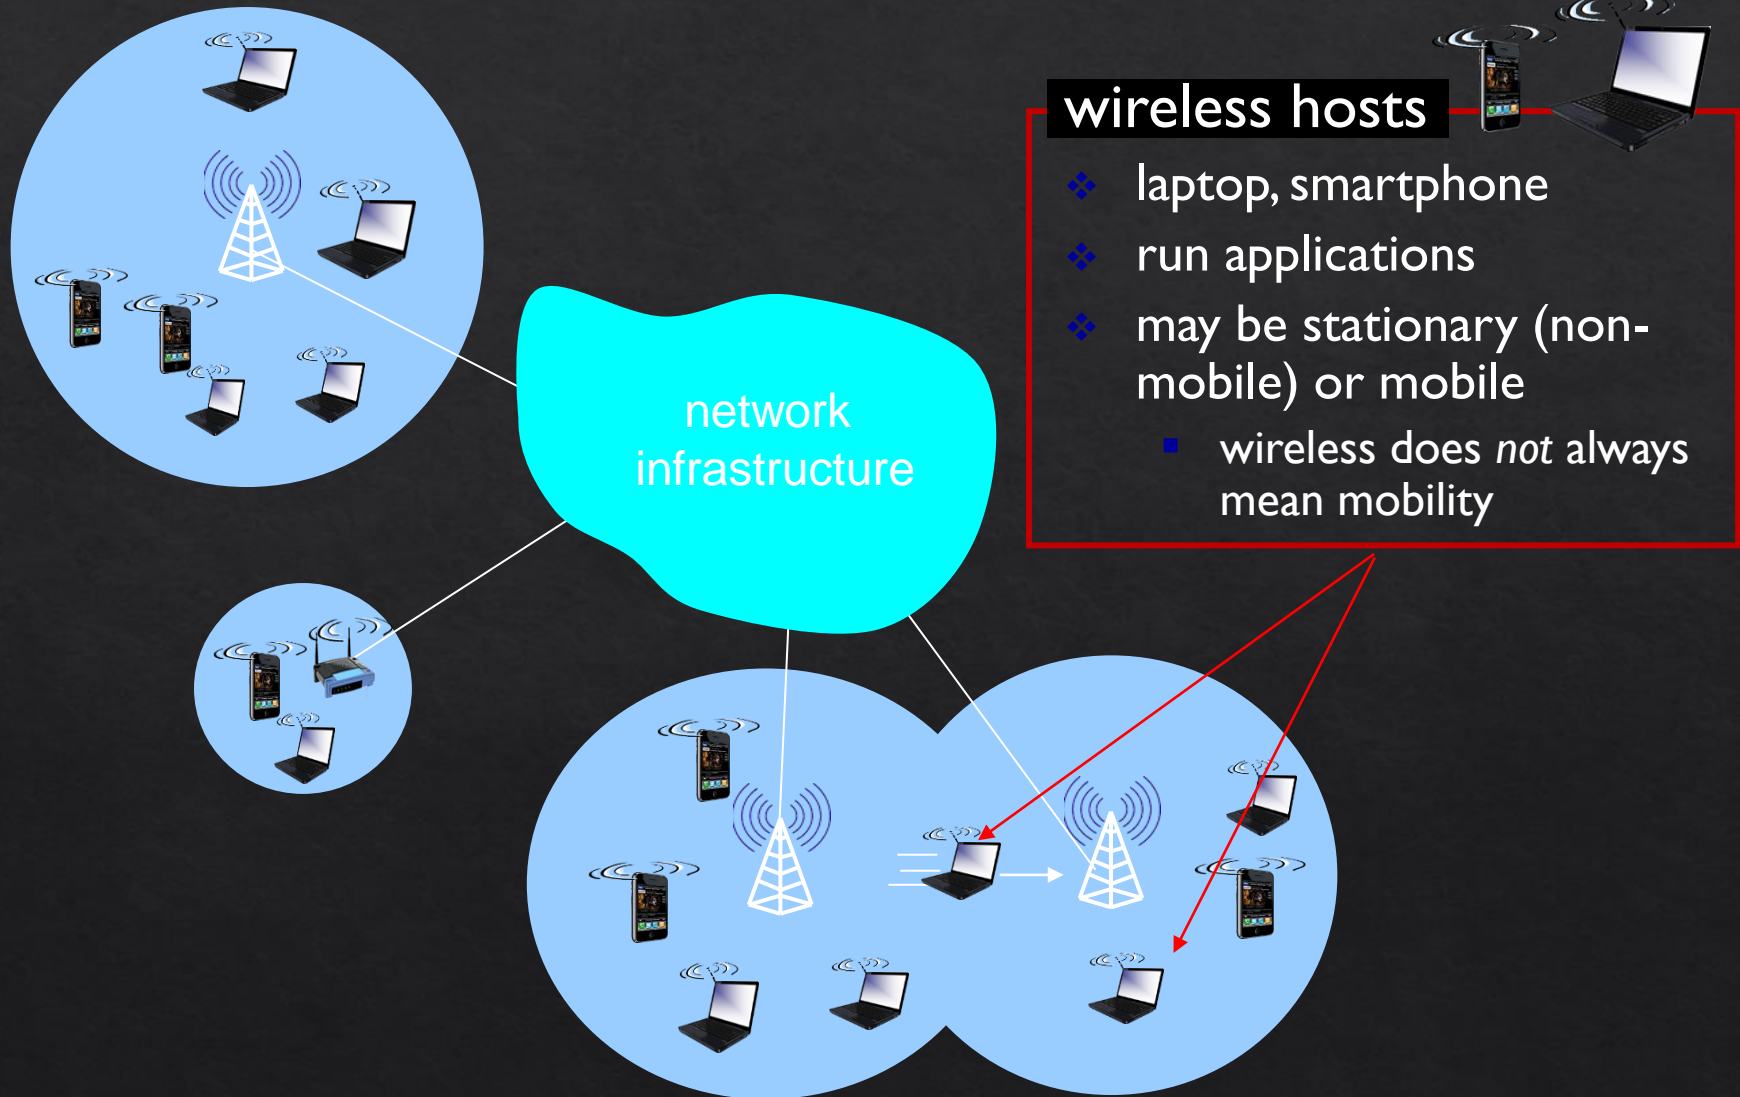 wireless hosts
laptop, smartphone
run applications
may be stationary (non-
mobile) or mobile
wireless does not always
mean mobility
network
infrastructure